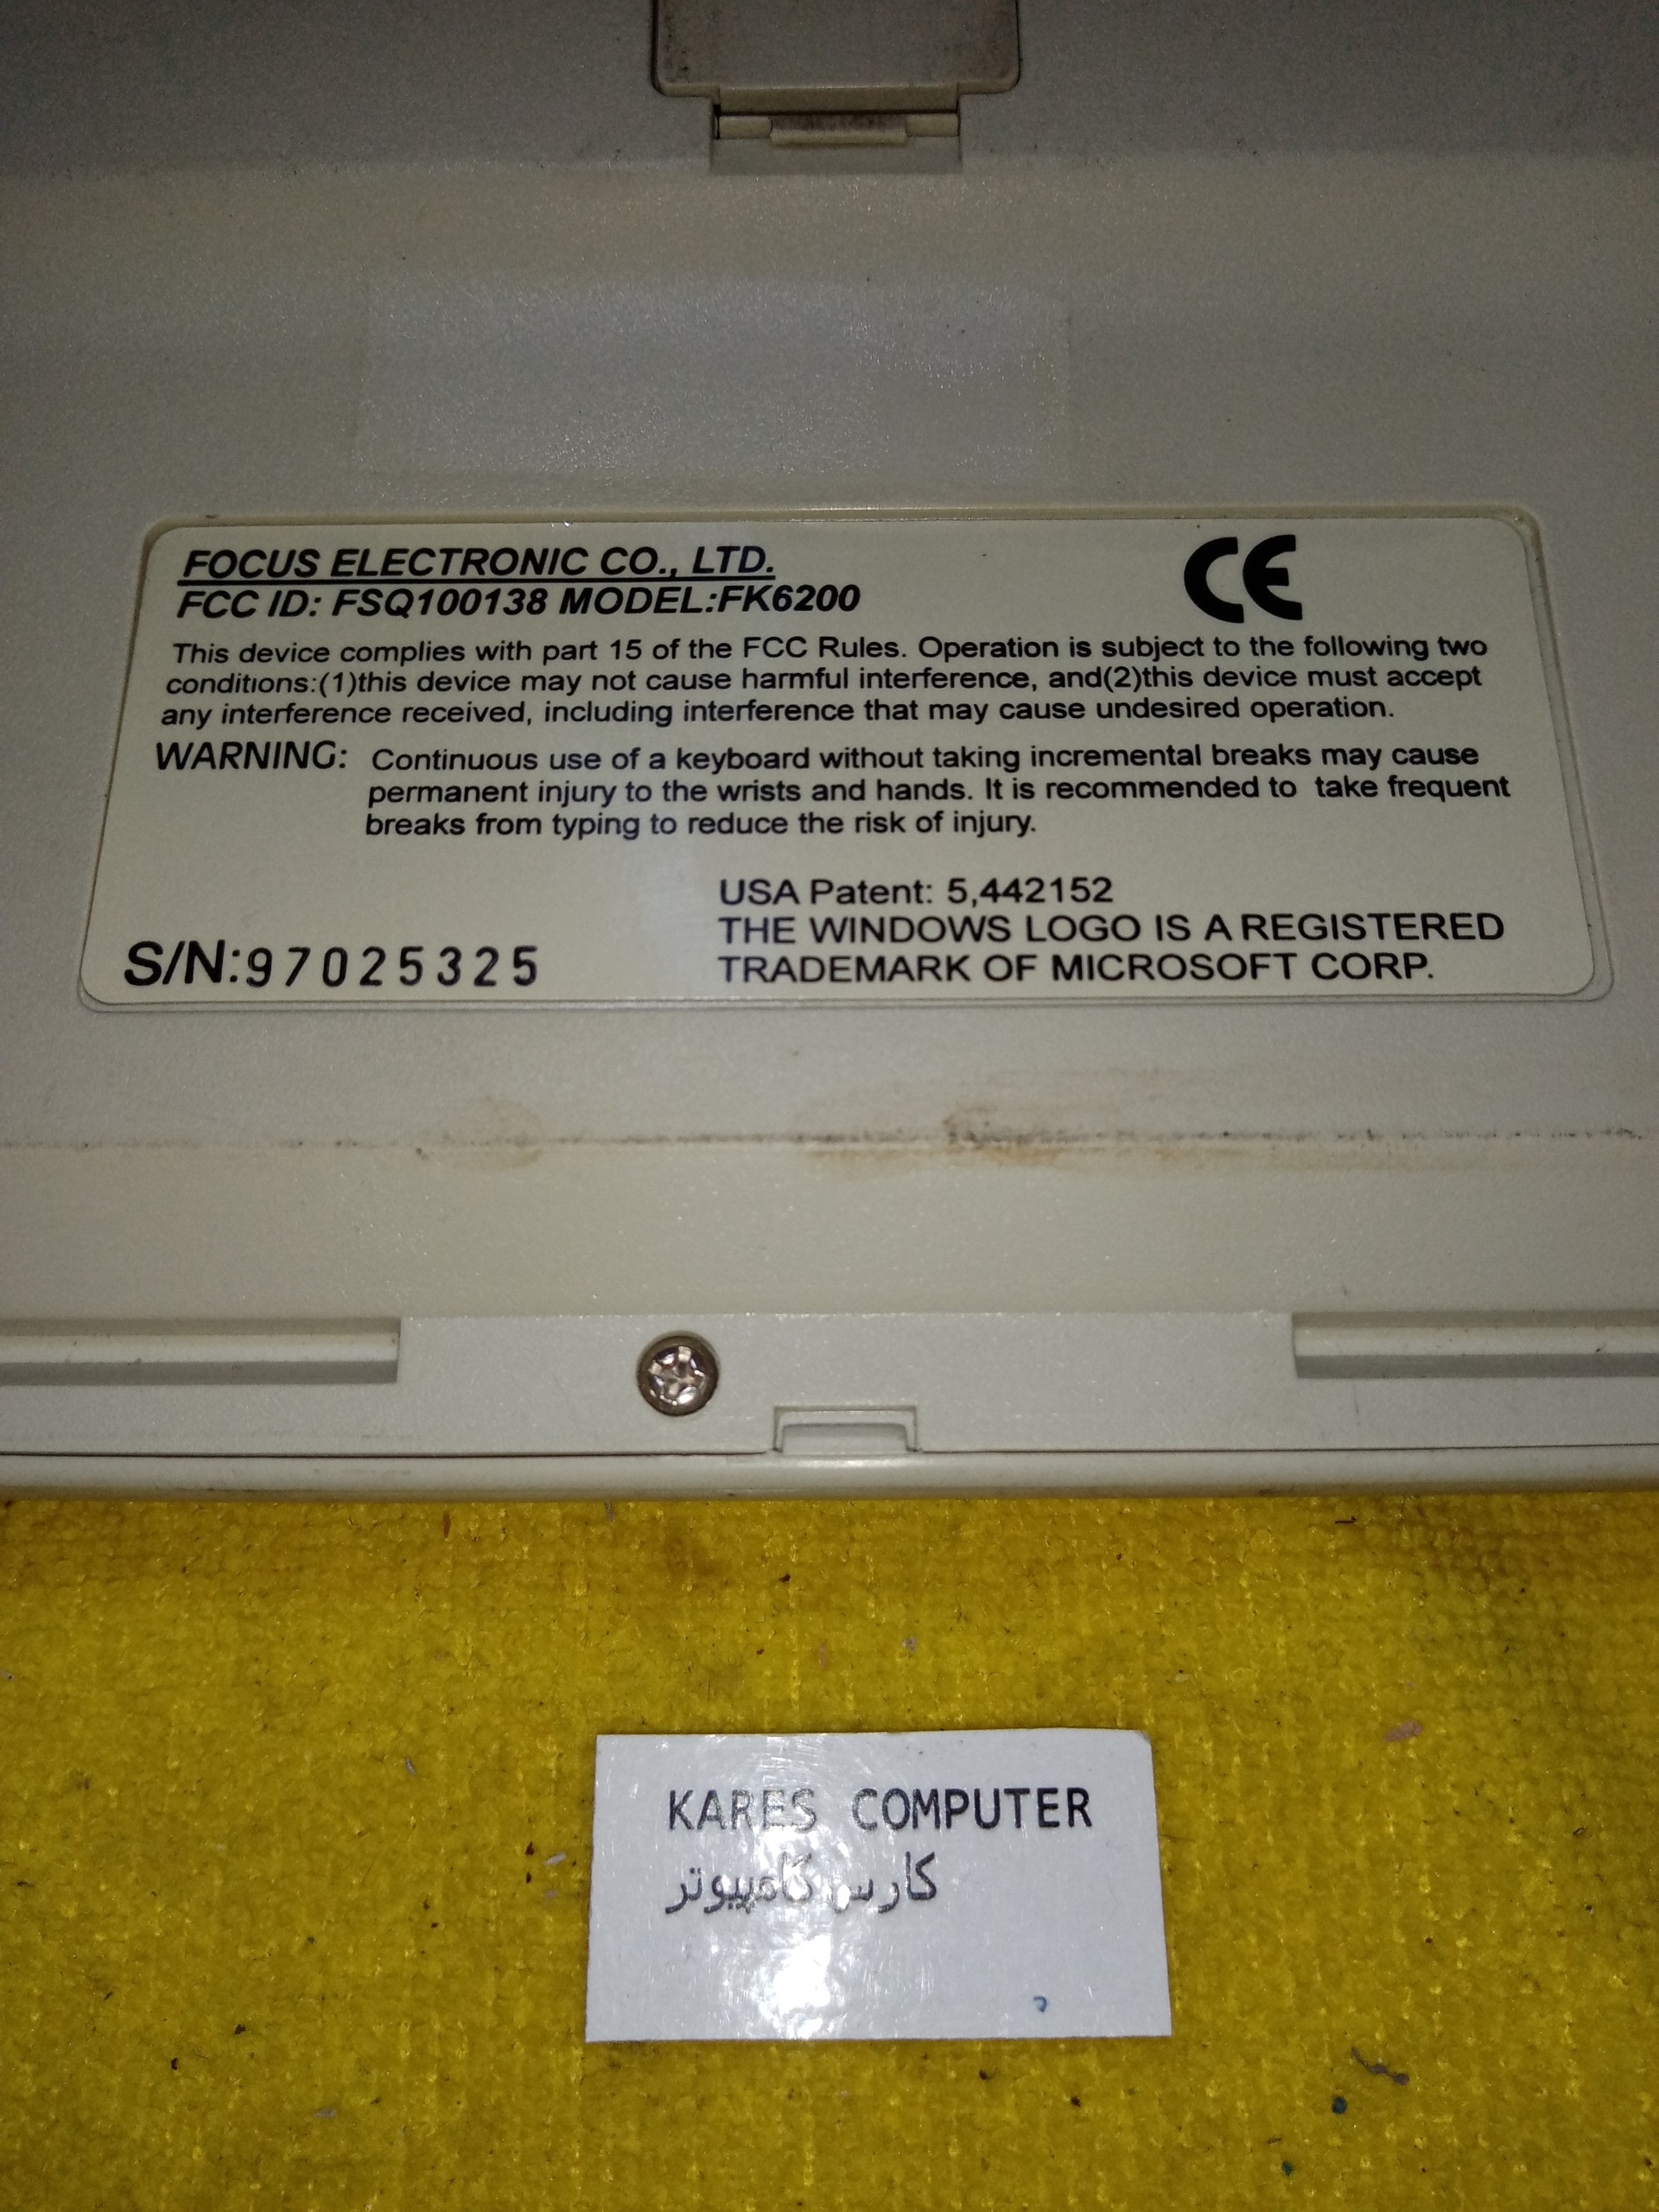 FOCUS ELECTRONIC CO., LTD.
FCC ID: FSQ100138 MODEL:FK6200
CE
This device complies with part 15 of the FCC Rules. Operation is subject to the following two
conditions:(1)this device may not cause harmful interference, and(2)this device must accept
any interference received, including interference that may cause undesired operation.
WARNING: Continuous use of a keyboard without taking incremental breaks may cause
permanent injury to the wrists and hands. It is recommended to take frequent
breaks from typing to reduce the risk of injury.
USA Patent: 5,442152
THE WINDOWS LOGO IS A REGISTERED
TRADEMARK OF MICROSOFT CORP.
S/N:97025325
KARES COMPUTER
کارس کامپیوتر